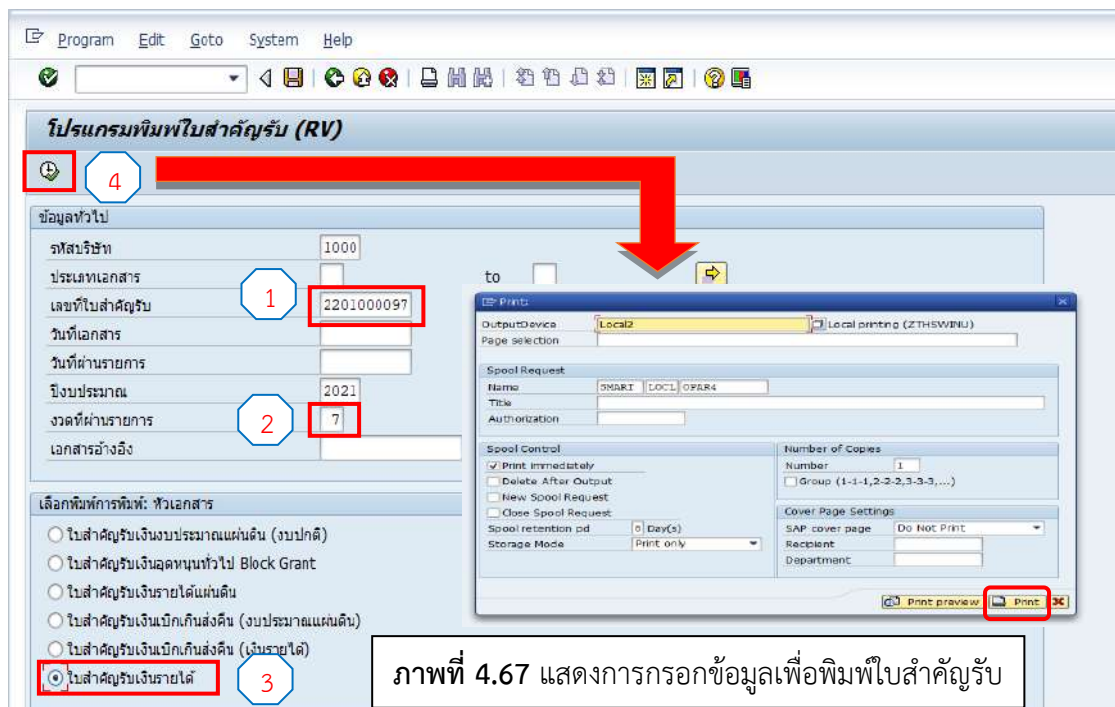 Program Edit Goto System Help
โปรแกรมพิมพ์ใบสำคัญรับ (RV)
4
ข้อมูลทั่วไป
รหัสบริษัท 1000
ประเภทเอกสาร to
เลขที่ใบสำคัญรับ 1 2201000097
วันที่เอกสาร
วันที่ผ่านรายการ
ปีงบประมาณ 2021
งวดที่ผ่านรายการ 2 7
เอกสารอ้างอิง
Print:
OutputDevice Local2 Local printing (ZTHSWINU)
Page selection
Spool Request
Name SMART LOCL OPAR4
Title
Authorization
Spool Control Number of Copies
Print immediately Number 1
Delete After Output Group (1-1-1,2-2-2,3-3-3,...)
New Spool Request
Close Spool Request Cover Page Settings
Spool retention pd 8 Day(s) SAP cover page Do Not Print
Storage Mode Print only Recipient
Department
Print preview Print
เลือกพิมพ์การพิมพ์: หัวเอกสาร
ใบสำคัญรับเงินงบประมาณแผ่นดิน (งบปกติ)
ใบสำคัญรับเงินอุดหนุนทั่วไป Block Grant
ใบสำคัญรับเงินรายได้แผ่นดิน
ใบสำคัญรับเงินเบิกเกินส่งคืน (งบประมาณแผ่นดิน)
ใบสำคัญรับเงินเบิกเกินส่งคืน (เงินรายได้)
ใบสำคัญรับเงินรายได้ 3
ภาพที่ 4.67 แสดงการกรอกข้อมูลเพื่อพิมพ์ใบสำคัญรับ